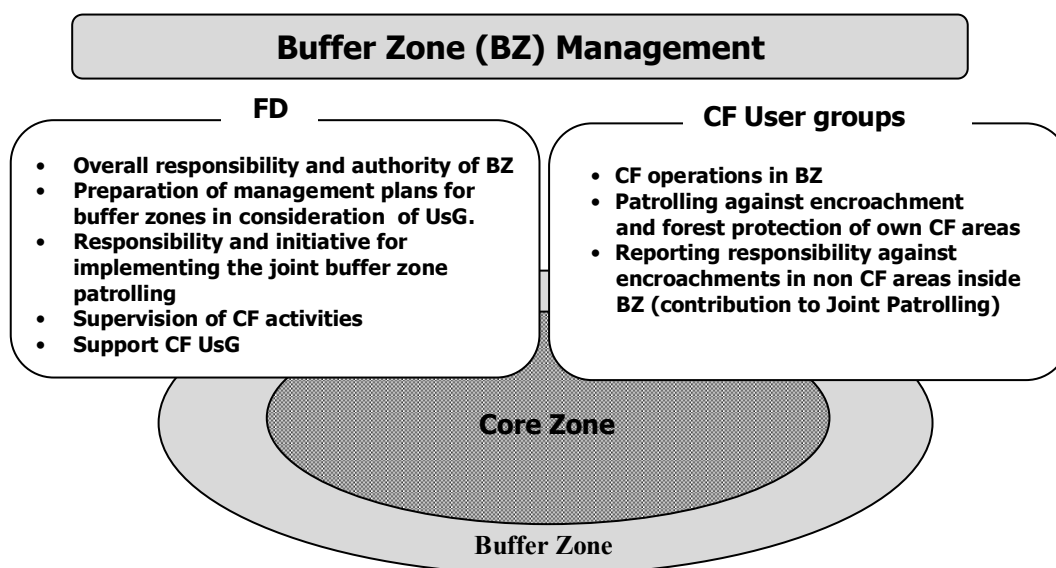 Buffer Zone (BZ) Management
FD
• Overall responsibility and authority of BZ
• Preparation of management plans for
buffer zones in consideration of UsG.
• Responsibility and initiative for
implementing the joint buffer zone
patrolling
• Supervision of CF activities
• Support CF UsG
CF User groups
• CF operations in BZ
• Patrolling against encroachment
and forest protection of own CF areas
• Reporting responsibility against
encroachments in non CF areas inside
BZ (contribution to Joint Patrolling)
Core Zone
Buffer Zone